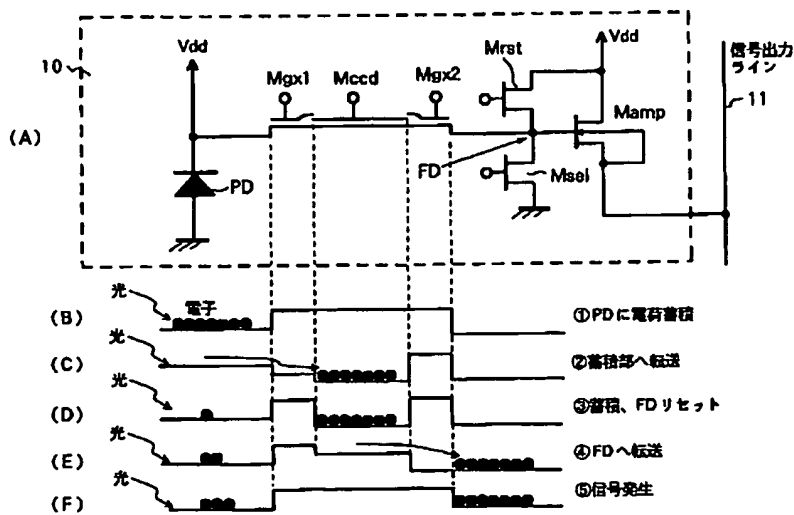 Vdd
Vdd
10
Mgx1
Mccd
Mgx2
Mrst
信号出力
ライン
11
Mamp
(A)
FD
PD
Msel
光
電子
(B)
①PDに電荷蓄積
光
(C)
②蓄積部へ転送
光
(D)
③蓄積、FDリセット
光
(E)
④FDへ転送
光
(F)
⑤信号発生